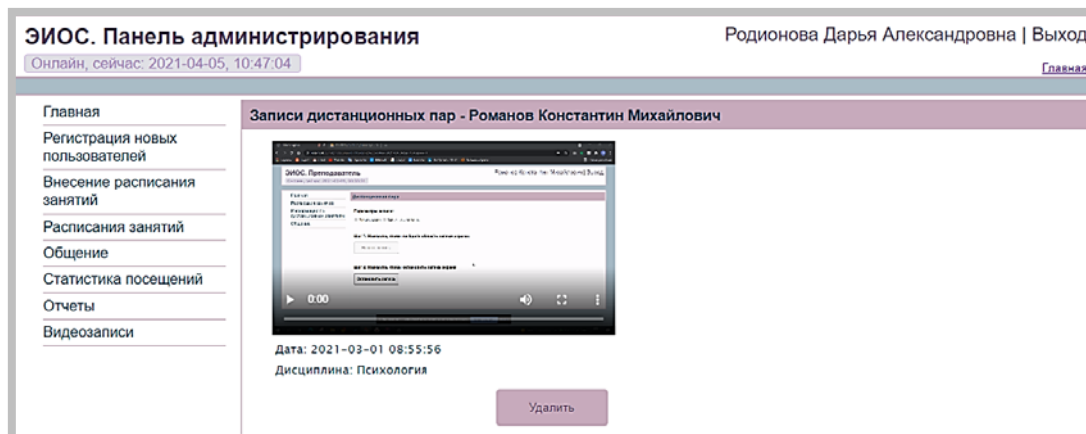 ЭИОС. Панель администрирования
Родионова Дарья Александровна | Выход
Онлайн, сейчас: 2021-04-05, 10:47:04
Главная
Главная
Регистрация новых
пользователей
Внесение расписания
занятий
Расписания занятий
Общение
Статистика посещений
Отчеты
Видеозаписи
Записи дистанционных пар - Романов Константин Михайлович
ЭИОС. Преподаватель
0:00
Дата: 2021-03-01 08:55:56
Дисциплина: Психология
Удалить